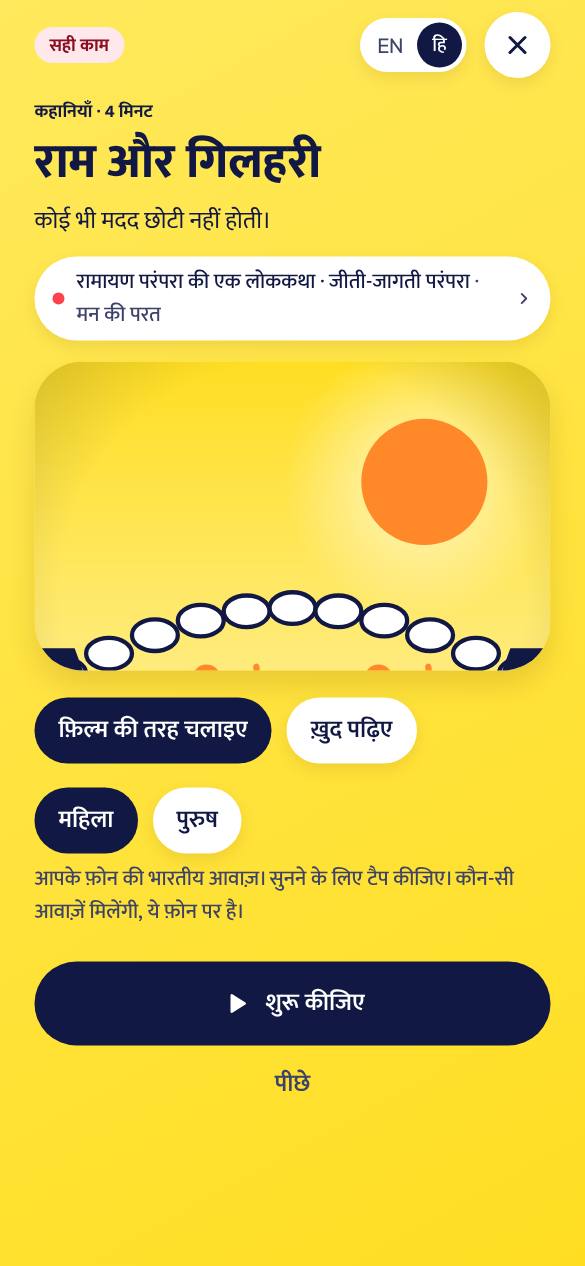 सही काम
EN हि
कहानियाँ · 4 मिनट
राम और गिलहरी
कोई भी मदद छोटी नहीं होती।
रामायण परंपरा की एक लोककथा · जीती-जागती परंपरा ·
मन की परत
फ़िल्म की तरह चलाइए
ख़ुद पढ़िए
महिला
पुरुष
आपके फ़ोन की भारतीय आवाज़। सुनने के लिए टैप कीजिए। कौन-सी
आवाज़ें मिलेंगी, ये फ़ोन पर है।
शुरू कीजिए
पीछे